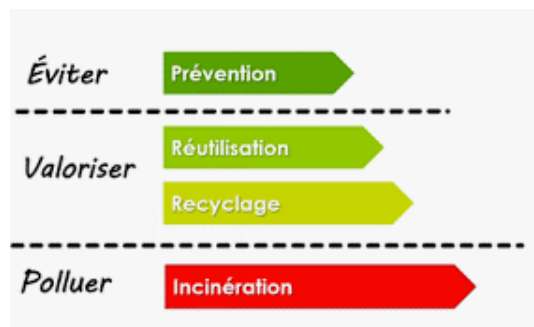 Éviter
Prévention
Réutilisation
Valoriser
Recyclage
Polluer
Incinération